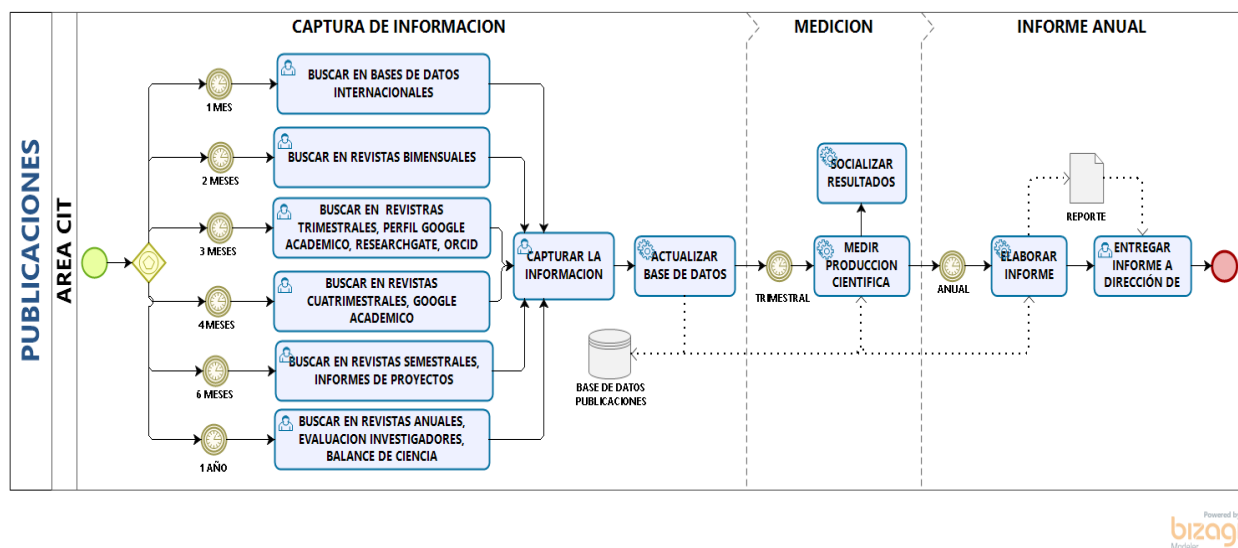 CAPTURA DE INFORMACION
MEDICION
INFORME ANUAL
PUBLICACIONES
AREA CIT
1 MES
BUSCAR EN BASES DE DATOS
INTERNACIONALES
2 MESES
BUSCAR EN REVISTAS BIMENSUALES
3 MESES
BUSCAR EN REVISTRAS
TRIMESTRALES, PERFIL GOOGLE
ACADEMICO, RESEARCHGATE, ORCID
4 MESES
BUSCAR EN REVISTAS
CUATRIMESTRALES, GOOGLE
ACADEMICO
6 MESES
BUSCAR EN REVISTAS SEMESTRALES,
INFORMES DE PROYECTOS
1 AÑO
BUSCAR EN REVISTAS ANUALES,
EVALUACION INVESTIGADORES,
BALANCE DE CIENCIA
CAPTURAR LA
INFORMACION
ACTUALIZAR
BASE DE DATOS
BASE DE DATOS
PUBLICACIONES
TRIMESTRAL
SOCIALIZAR
RESULTADOS
MEDIR
PRODUCCION
CIENTIFICA
ANUAL
ELABORAR
INFORME
REPORTE
ENTREGAR
INFORME A
DIRECCIÓN DE
Powered by
bizagi
Modeler